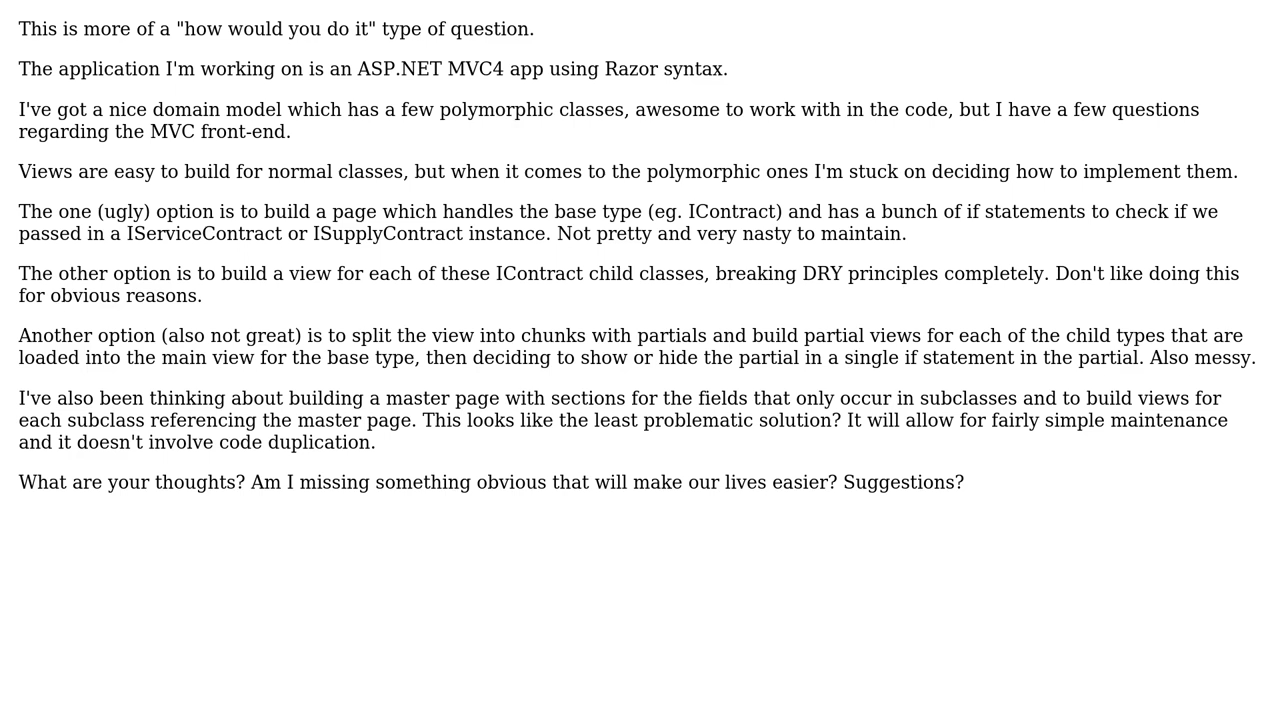 This is more of a "how would you do it" type of question.
The application I'm working on is an ASP.NET MVC4 app using Razor syntax.
I've got a nice domain model which has a few polymorphic classes, awesome to work with in the code, but I have a few questions
regarding the MVC front-end.
Views are easy to build for normal classes, but when it comes to the polymorphic ones I'm stuck on deciding how to implement them.
The one (ugly) option is to build a page which handles the base type (eg. IContract) and has a bunch of if statements to check if we
passed in a IServiceContract or ISupplyContract instance. Not pretty and very nasty to maintain.
The other option is to build a view for each of these IContract child classes, breaking DRY principles completely. Don't like doing this
for obvious reasons.
Another option (also not great) is to split the view into chunks with partials and build partial views for each of the child types that are
loaded into the main view for the base type, then deciding to show or hide the partial in a single if statement in the partial. Also messy.
I've also been thinking about building a master page with sections for the fields that only occur in subclasses and to build views for
each subclass referencing the master page. This looks like the least problematic solution? It will allow for fairly simple maintenance
and it doesn't involve code duplication.
What are your thoughts? Am I missing something obvious that will make our lives easier? Suggestions?